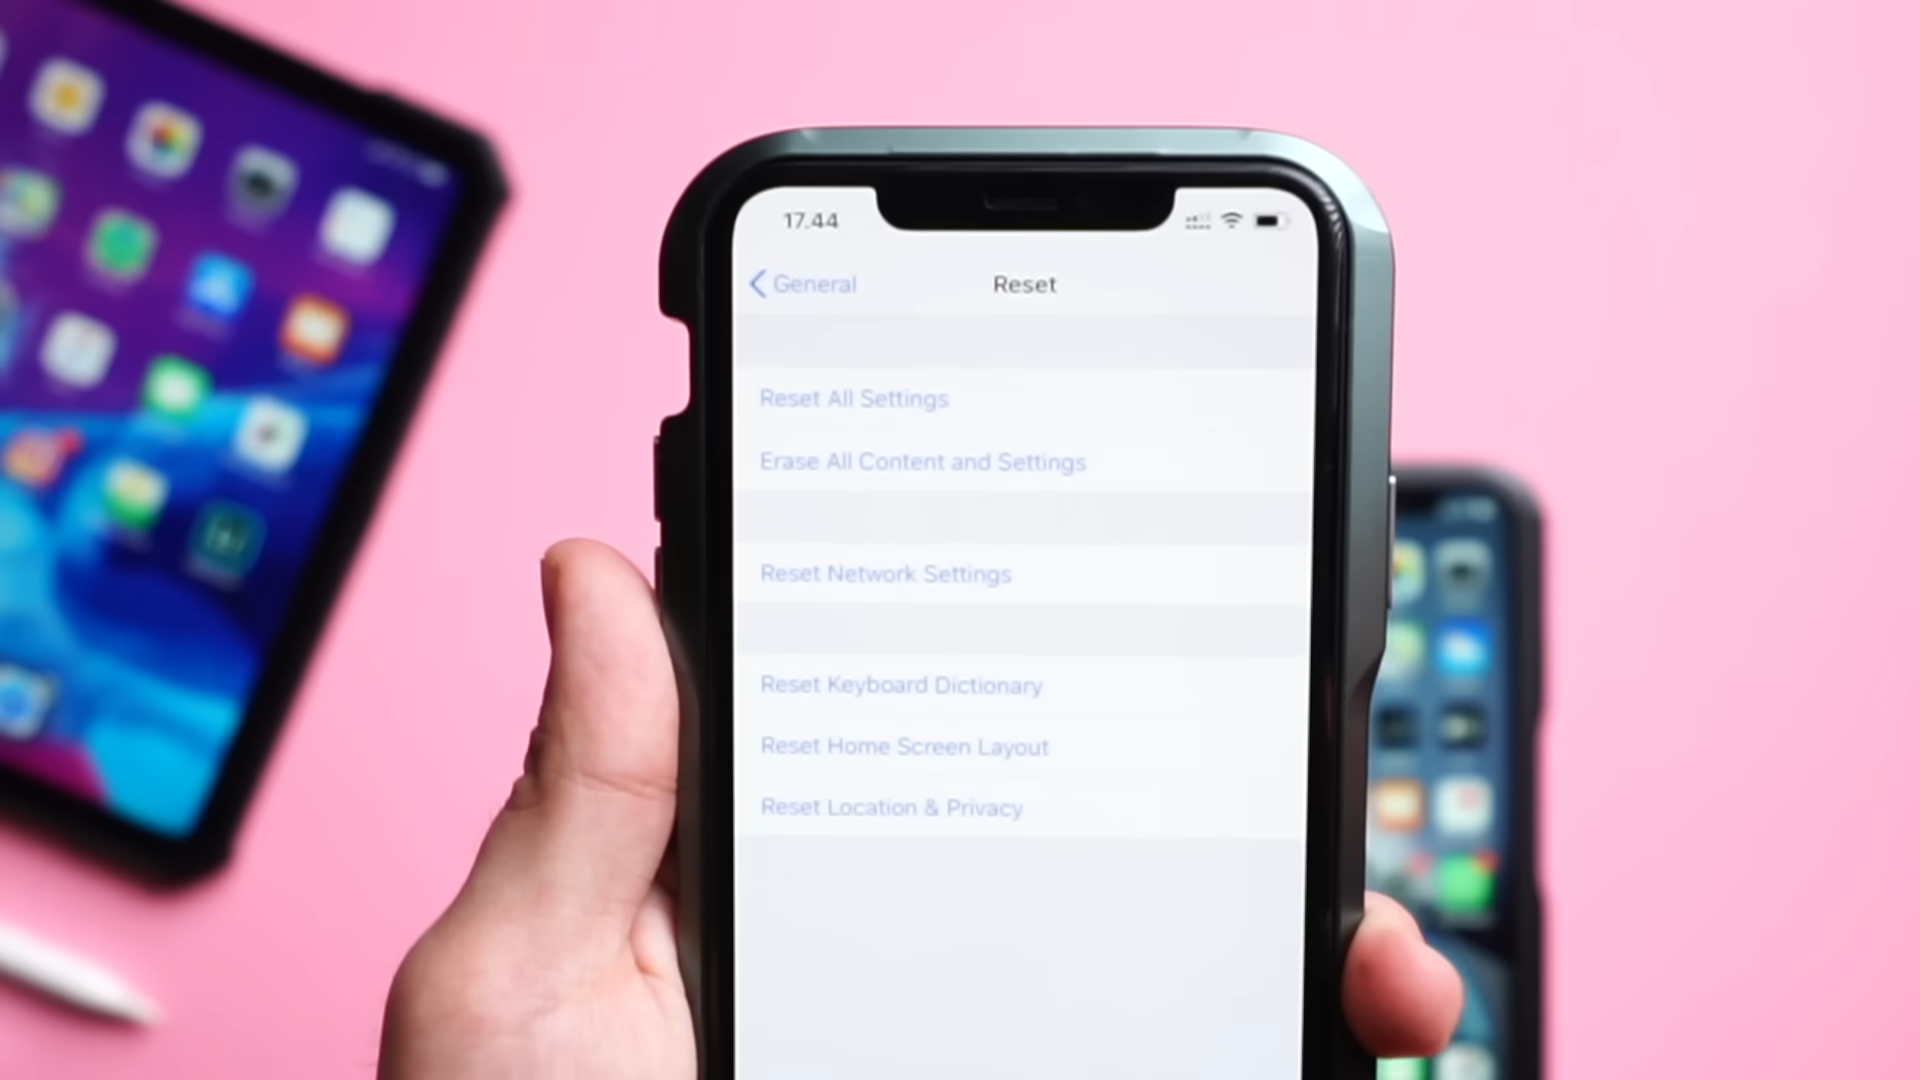 17.44
General
Reset
Reset All Settings
Erase All Content and Settings
Reset Network Settings
Reset Keyboard Dictionary
Reset Home Screen Layout
Reset Location & Privacy